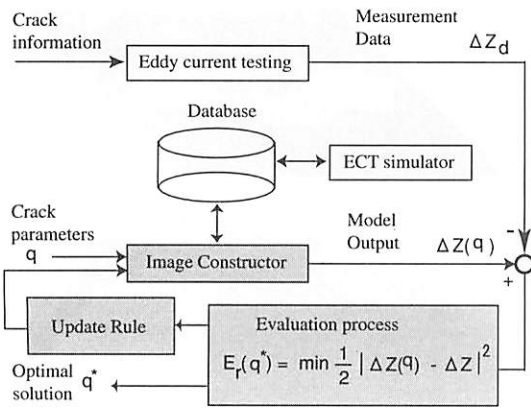 Crack
information
Eddy current testing
Measurement
Data
ΔZd
Database
ECT simulator
Crack
parameters
q
Image Constructor
Model
Output
ΔZ(q)
-
+
Update Rule
Evaluation process
Er(q*) = min 1/2 | ΔZ(q) - ΔZ |²
Optimal
solution q*